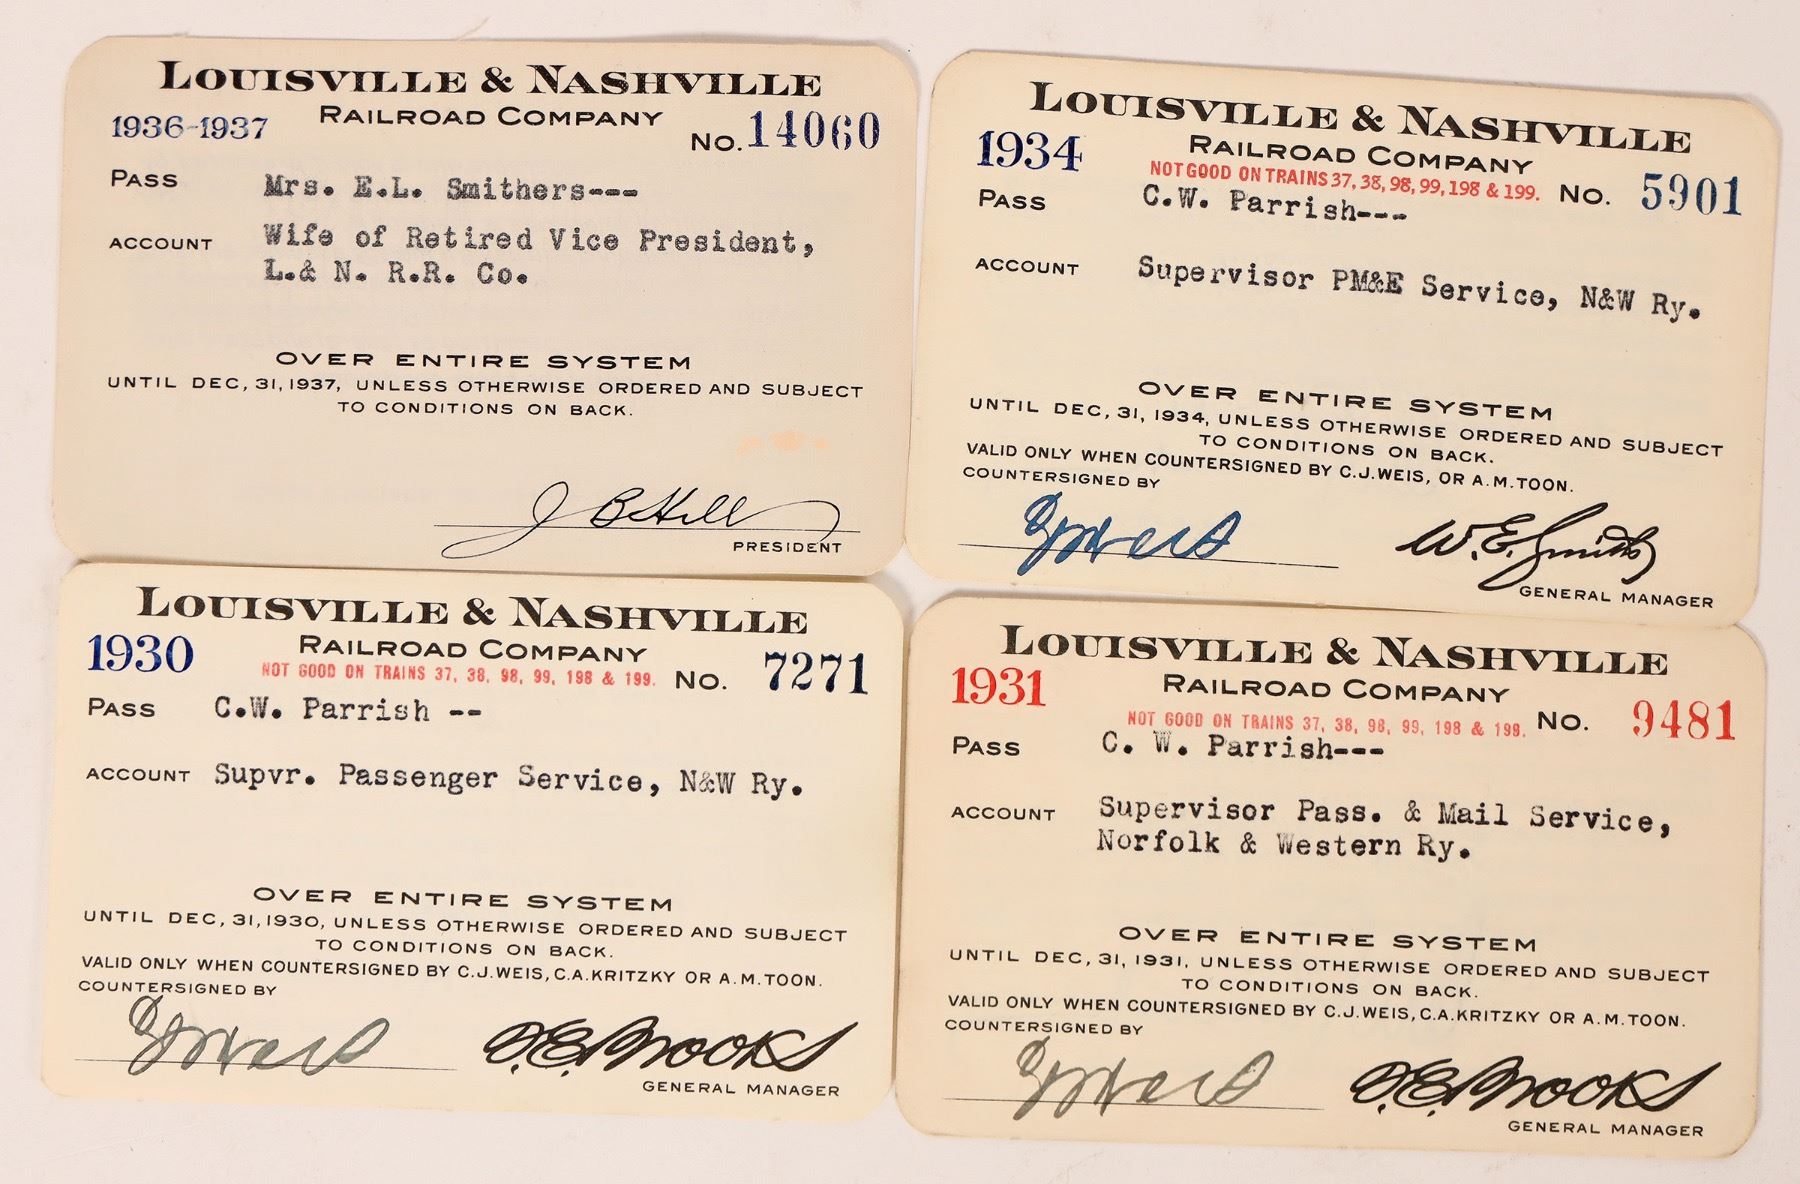 LOUISVILLE & NASHVILLE
RAILROAD COMPANY
1936-1937
No. 14060
PASS Mrs. E.L. Smithers---
ACCOUNT Wife of Retired Vice President,
L.& N. R.R. Co.
OVER ENTIRE SYSTEM
UNTIL DEC, 31, 1937, UNLESS OTHERWISE ORDERED AND SUBJECT
TO CONDITIONS ON BACK.
J B Hill
PRESIDENT
LOUISVILLE & NASHVILLE
RAILROAD COMPANY
1934
NOT GOOD ON TRAINS 37, 38, 98, 99, 198 & 199.
No. 5901
PASS C.W. Parrish---
ACCOUNT Supervisor PM&E Service, N&W Ry.
OVER ENTIRE SYSTEM
UNTIL DEC, 31, 1934, UNLESS OTHERWISE ORDERED AND SUBJECT
TO CONDITIONS ON BACK.
VALID ONLY WHEN COUNTERSIGNED BY C.J. WEIS, OR A.M. TOON.
COUNTERSIGNED BY
W.E. Smith
GENERAL MANAGER
LOUISVILLE & NASHVILLE
RAILROAD COMPANY
1930
NOT GOOD ON TRAINS 37, 38, 98, 99, 198 & 199.
No. 7271
PASS C.W. Parrish --
ACCOUNT Supvr. Passenger Service, N&W Ry.
OVER ENTIRE SYSTEM
UNTIL DEC, 31, 1930, UNLESS OTHERWISE ORDERED AND SUBJECT
TO CONDITIONS ON BACK.
VALID ONLY WHEN COUNTERSIGNED BY C.J. WEIS, C.A. KRITZKY OR A.M. TOON.
COUNTERSIGNED BY
B.E. Brooks
GENERAL MANAGER
LOUISVILLE & NASHVILLE
RAILROAD COMPANY
1931
NOT GOOD ON TRAINS 37, 38, 98, 99, 198 & 199.
No. 9481
PASS C. W. Parrish---
ACCOUNT Supervisor Pass. & Mail Service,
Norfolk & Western Ry.
OVER ENTIRE SYSTEM
UNTIL DEC, 31, 1931, UNLESS OTHERWISE ORDERED AND SUBJECT
TO CONDITIONS ON BACK.
VALID ONLY WHEN COUNTERSIGNED BY C.J. WEIS, C.A. KRITZKY OR A.M. TOON.
COUNTERSIGNED BY
B.E. Brooks
GENERAL MANAGER